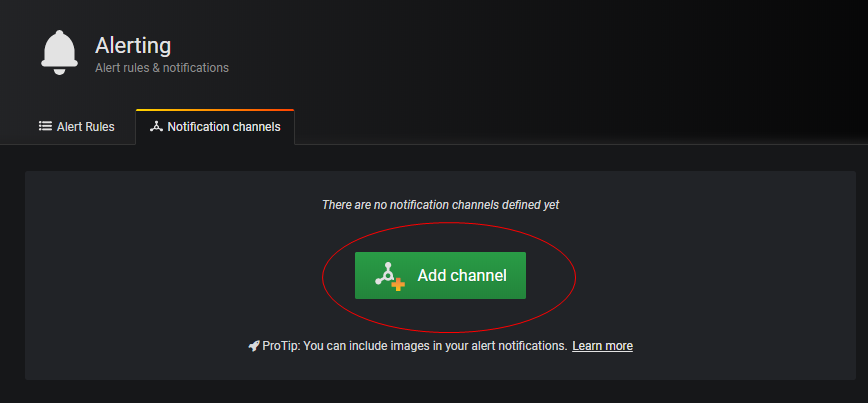 Alerting
Alert rules & notifications
Alert Rules
Notification channels
There are no notification channels defined yet
Add channel
ProTip: You can include images in your alert notifications. Learn more